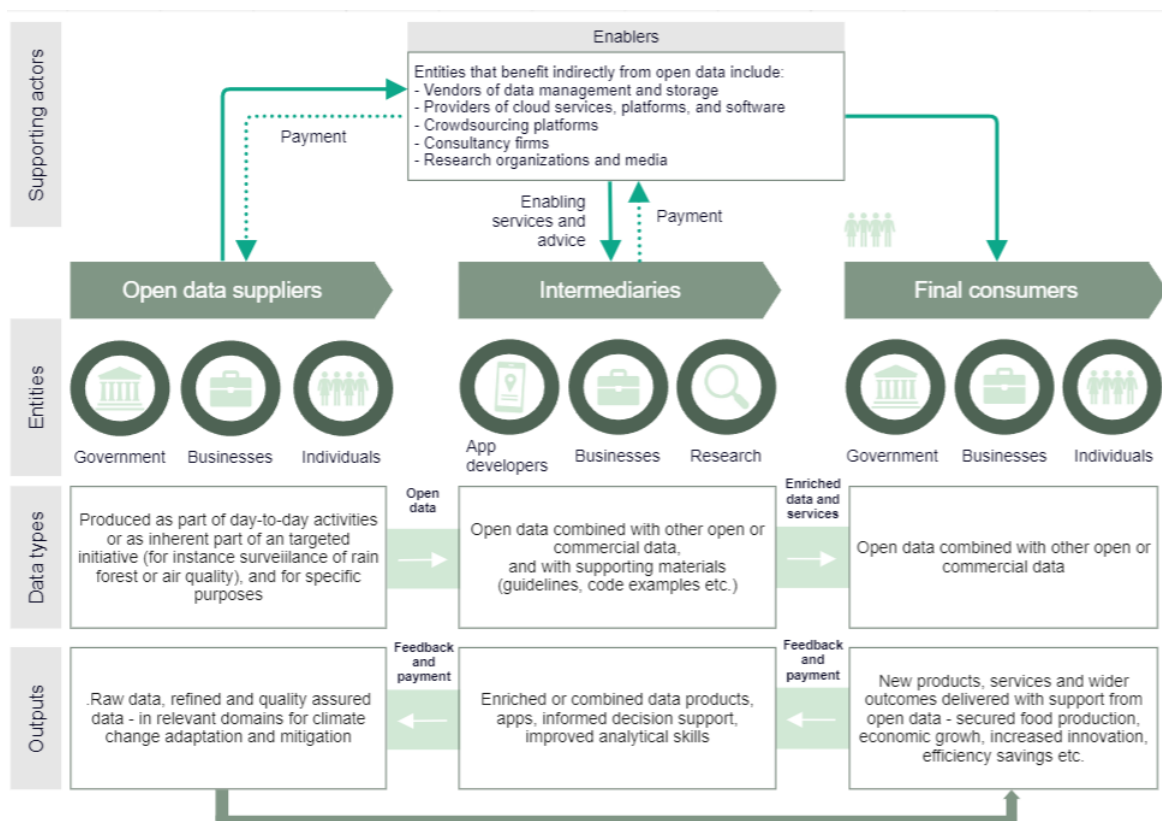 Supporting actors
Enablers
Entities that benefit indirectly from open data include:
- Vendors of data management and storage
- Providers of cloud services, platforms, and software
- Crowdsourcing platforms
- Consultancy firms
- Research organizations and media
Payment
Enabling
services and
advice
Payment
Open data suppliers
Intermediaries
Final consumers
Entities
Government
Businesses
Individuals
App
developers
Businesses
Research
Government
Businesses
Individuals
Data types
Produced as part of day-to-day activities
or as inherent part of an targeted
initiative (for instance surveiilance of rain
forest or air quality), and for specific
purposes
Open
data
Open data combined with other open or
commercial data,
and with supporting materials
(guidelines, code examples etc.)
Enriched
data and
services
Open data combined with other open or
commercial data
Outputs
.Raw data, refined and quality assured
data - in relevant domains for climate
change adaptation and mitigation
Feedback
and
payment
Enriched or combined data products,
apps, informed decision support,
improved analytical skills
Feedback
and
payment
New products, services and wider
outcomes delivered with support from
open data - secured food production,
economic growh, increased innovation,
efficiency savings etc.